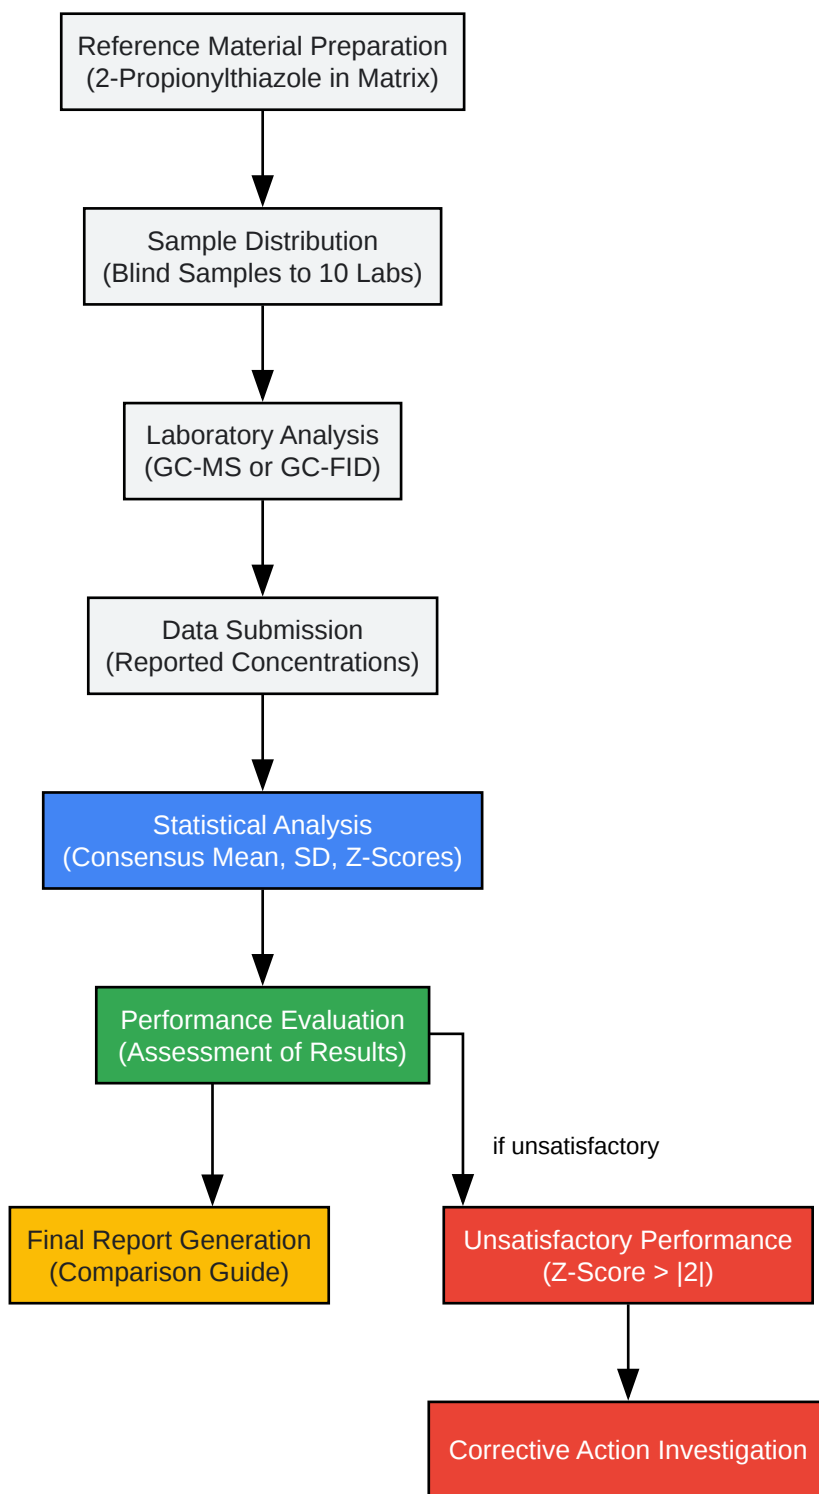 Reference Material Preparation
(2-Propionylthiazole in Matrix)
Sample Distribution
(Blind Samples to 10 Labs)
Laboratory Analysis
(GC-MS or GC-FID)
Data Submission
(Reported Concentrations)
Statistical Analysis
(Consensus Mean, SD, Z-Scores)
Performance Evaluation
(Assessment of Results)
if unsatisfactory
Final Report Generation
(Comparison Guide)
Unsatisfactory Performance
(Z-Score > |2|)
Corrective Action Investigation